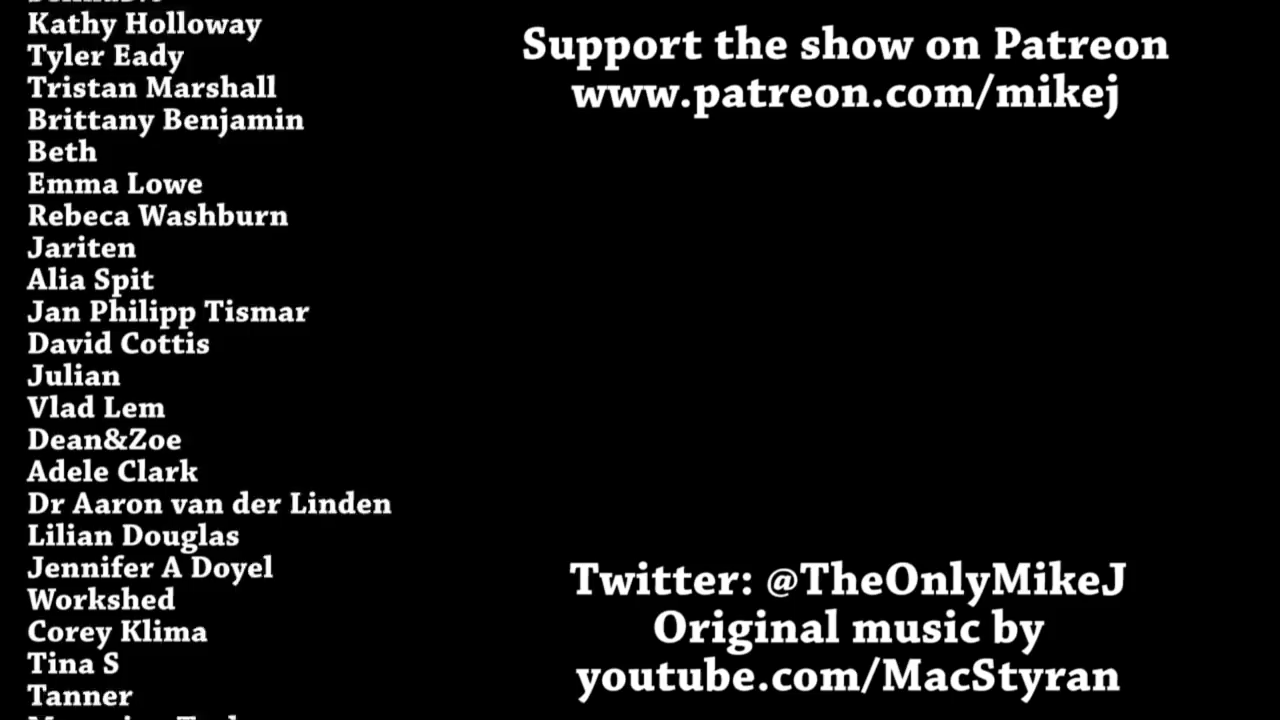 Kathy Holloway
Tyler Eady
Tristan Marshall
Brittany Benjamin
Beth
Emma Lowe
Rebeca Washburn
Jariten
Alia Spit
Jan Philipp Tismar
David Cottis
Julian
Vlad Lem
Dean&Zoe
Adele Clark
Dr Aaron van der Linden
Lilian Douglas
Jennifer A Doyel
Workshed
Corey Klima
Tina S
Tanner
Support the show on Patreon
www.patreon.com/mikej
Twitter: @TheOnlyMikeJ
Original music by
youtube.com/MacStyran